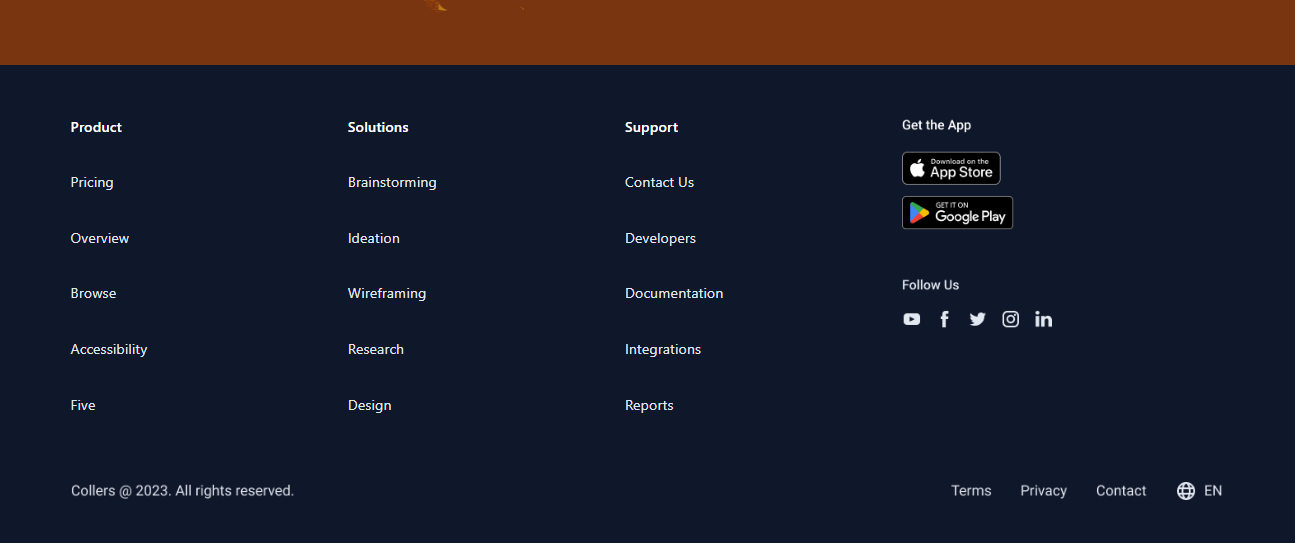 Product
Pricing
Overview
Browse
Accessibility
Five
Solutions
Brainstorming
Ideation
Wireframing
Research
Design
Support
Contact Us
Developers
Documentation
Integrations
Reports
Get the App
Download on the
App Store
GET IT ON
Google Play
Follow Us
Collers @ 2023. All rights reserved.
Terms Privacy Contact EN